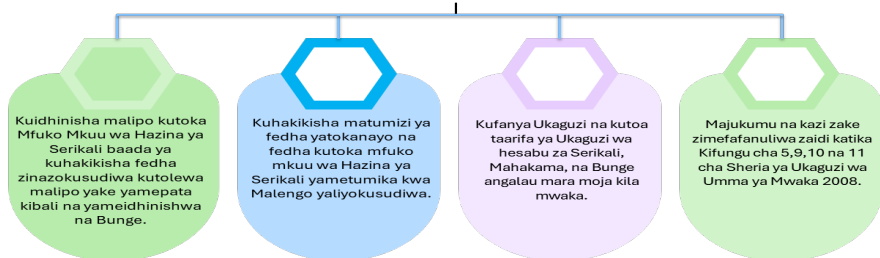 Kuidhinisha malipo kutoka
Mfuko Mkuu wa Hazina ya
Serikali baada ya
kuhakikisha fedha
zinazokusudiwa kutolewa
malipo yake yamepata
kibali na yameidhinishwa
na Bunge.
Kuhakikisha matumizi ya
fedha yatokanayo na
fedha kutoka mfuko
mkuu wa Hazina ya
Serikali yametumika kwa
Malengo yaliyokusudiwa.
Kufanya Ukaguzi na kutoa
taarifa ya Ukaguzi wa
hesabu za Serikali,
Mahakama, na Bunge
angalau mara moja kila
mwaka.
Majukumu na kazi zake
zimefafanuliwa zaidi katika
Kifungu cha 5,9,10 na 11
cha Sheria ya Ukaguzi wa
Umma ya Mwaka 2008.